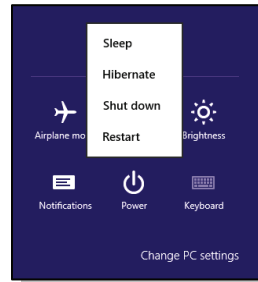 Sleep
Hibernate
Shut down
Restart
Airplane mo
Brightness
Notifications
Power
Keyboard
Change PC settings